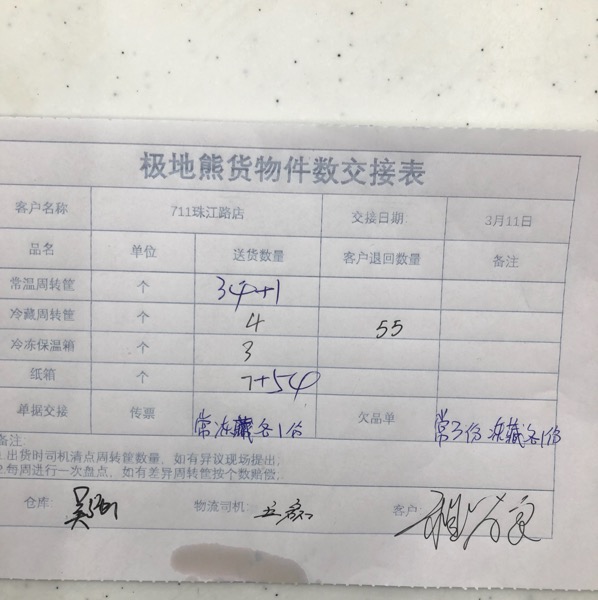 极地熊货物件数交接表
客户名称 711珠江路店 交接日期 3月11日
品名 单位 送货数量 客户退回数量 备注
常温周转筐 个 34+1
冷藏周转筐 个 4 55
冷冻保温箱 个 3
纸箱 个 7+54
单据交接 传票 常冻藏各1份 欠品单 常3份 冻藏各1份
备注:
1.出货时司机清点周转筐数量,如有异议现场提出,
2.每周进行一次盘点,如有差异周转筐按个数赔偿,
仓库: 物流司机: 客户: